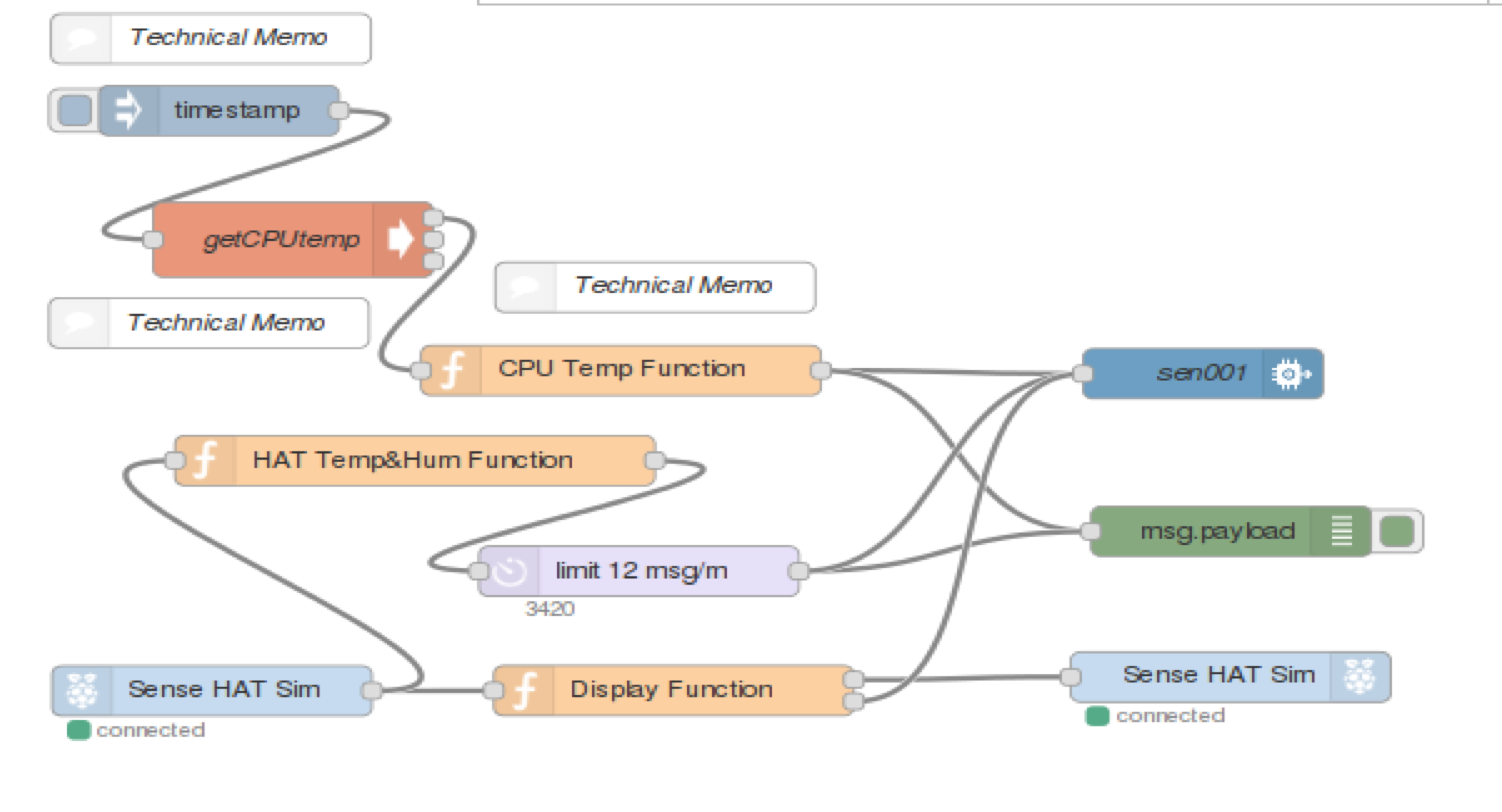 Technical Memo
timestamp
getCPUtemp
Technical Memo
Technical Memo
CPU Temp Function
sen001
HAT Temp&Hum Function
msg.payload
limit 12 msg/m
3420
Sense HAT Sim
connected
Display Function
Sense HAT Sim
connected